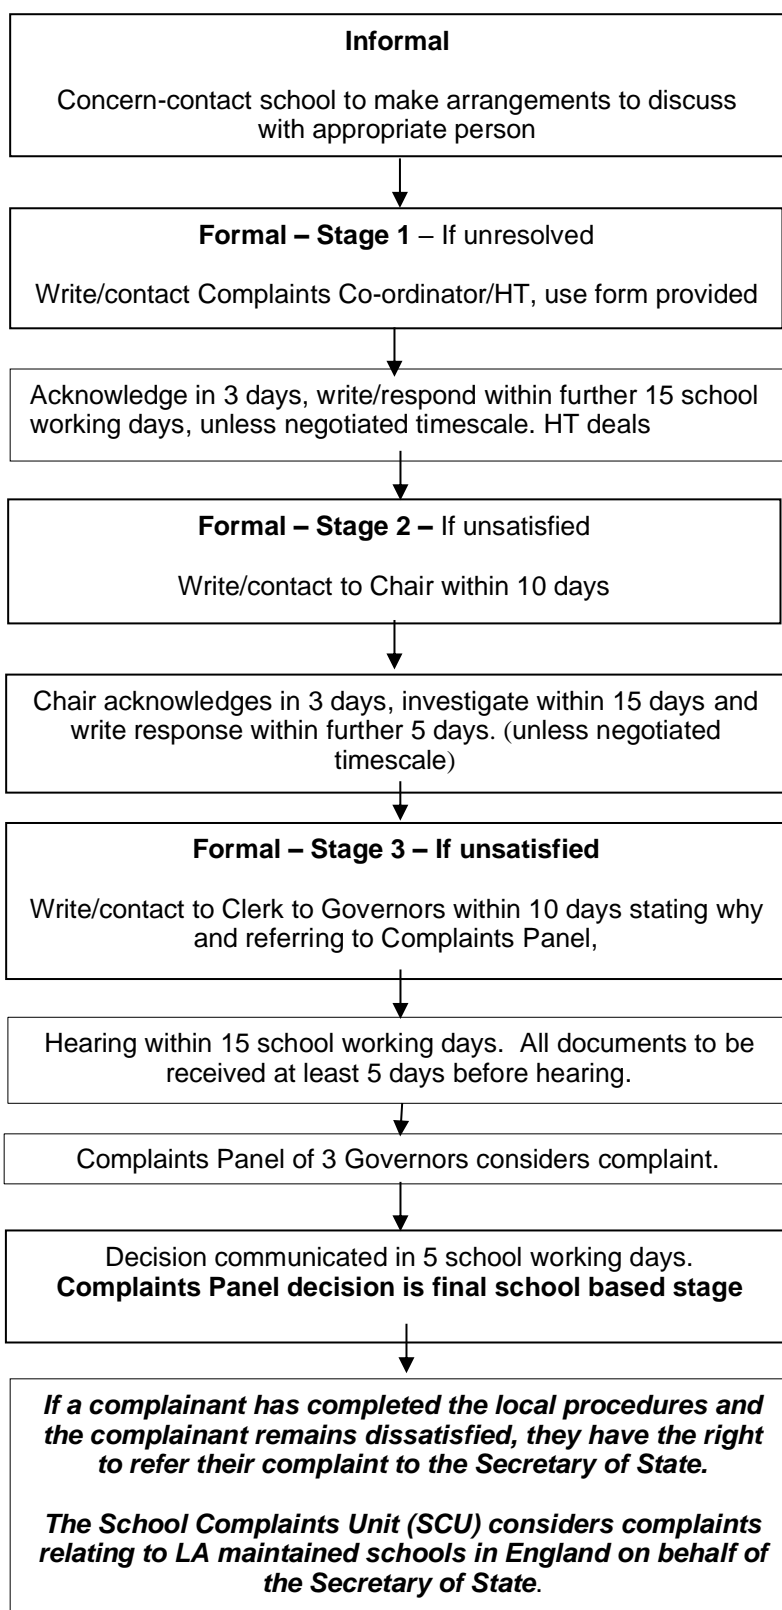 Informal
Concern-contact school to make arrangements to discuss
with appropriate person
Formal – Stage 1 – If unresolved
Write/contact Complaints Co-ordinator/HT, use form provided
Acknowledge in 3 days, write/respond within further 15 school
working days, unless negotiated timescale. HT deals
Formal – Stage 2 – If unsatisfied
Write/contact to Chair within 10 days
Chair acknowledges in 3 days, investigate within 15 days and
write response within further 5 days. (unless negotiated
timescale)
Formal – Stage 3 – If unsatisfied
Write/contact to Clerk to Governors within 10 days stating why
and referring to Complaints Panel,
Hearing within 15 school working days.  All documents to be
received at least 5 days before hearing.
Complaints Panel of 3 Governors considers complaint.
Decision communicated in 5 school working days.
Complaints Panel decision is final school based stage
If a complainant has completed the local procedures and
the complainant remains dissatisfied, they have the right
to refer their complaint to the Secretary of State.
The School Complaints Unit (SCU) considers complaints
relating to LA maintained schools in England on behalf of
the Secretary of State.